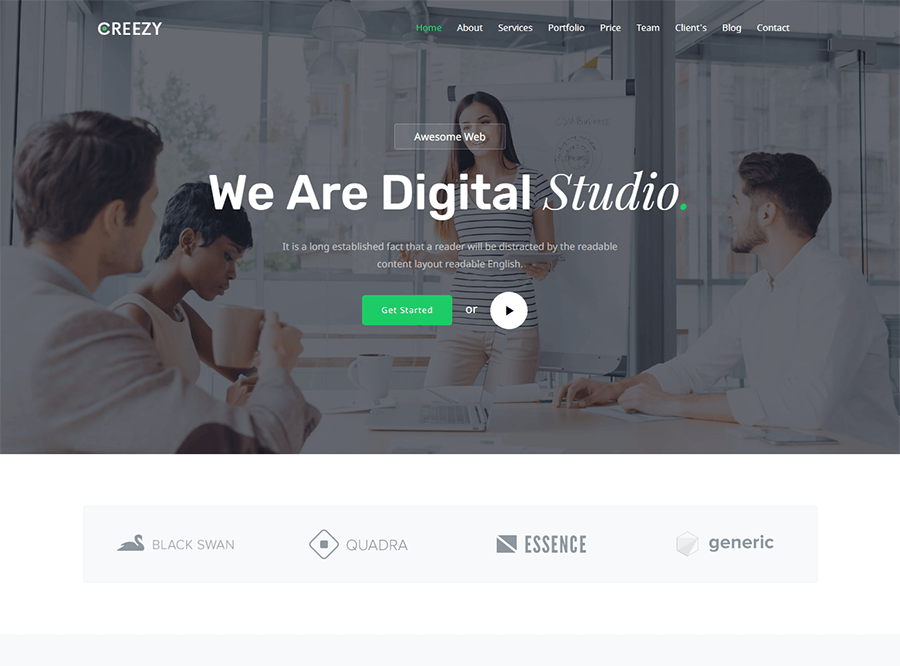 CREEZY
Home About Services Portfolio Price Team Client's Blog Contact
Awesome Web
We Are Digital Studio.
It is a long established fact that a reader will be distracted by the readable
content layout readable English.
Get Started or
BLACK SWAN QUADRA ESSENCE generic